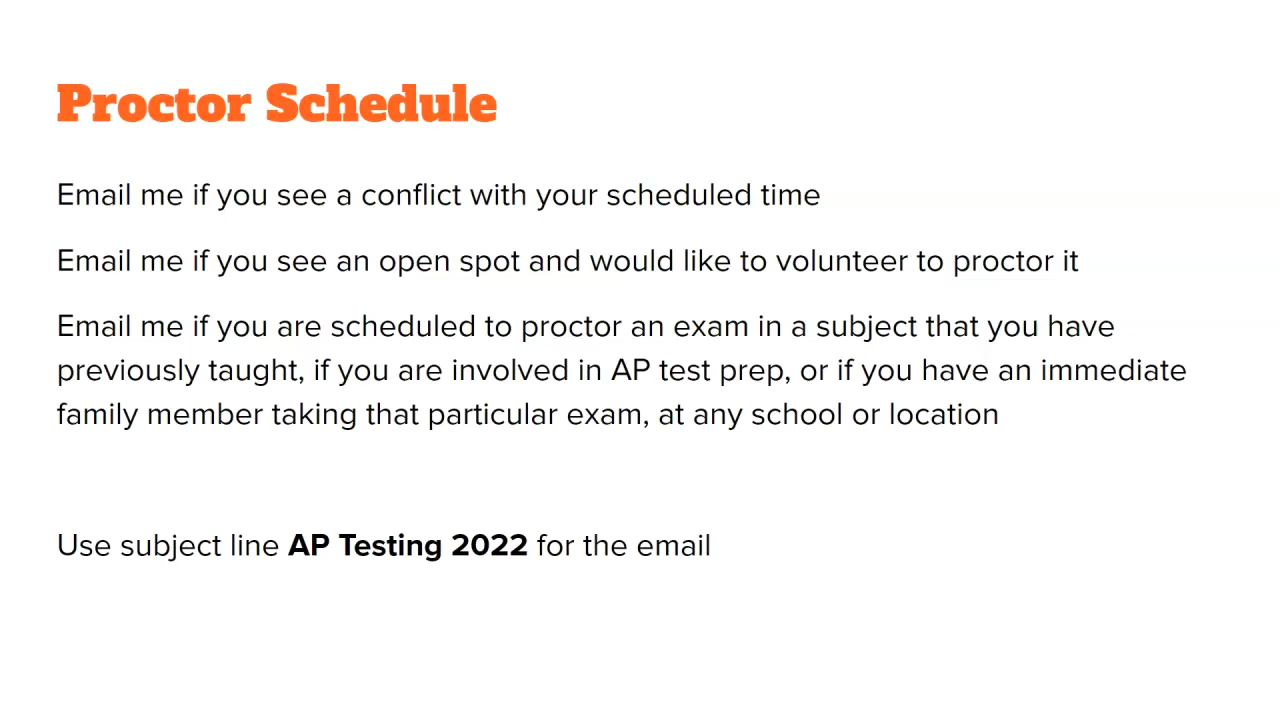 Proctor Schedule
Email me if you see a conflict with your scheduled time
Email me if you see an open spot and would like to volunteer to proctor it
Email me if you are scheduled to proctor an exam in a subject that you have
previously taught, if you are involved in AP test prep, or if you have an immediate
family member taking that particular exam, at any school or location
Use subject line AP Testing 2022 for the email